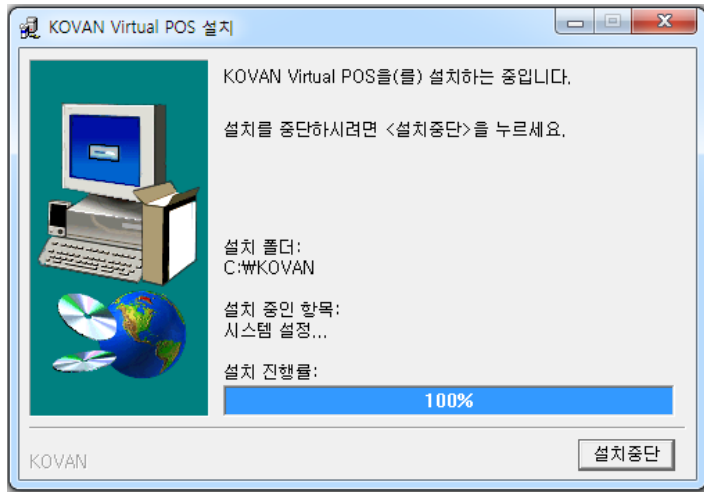 KOVAN Virtual POS 설치
KOVAN Virtual POS을(를) 설치하는 중입니다.
설치를 중단하시려면 <설치중단>을 누르세요.
설치 폴더:
C:₩KOVAN
설치 중인 항목:
시스템 설정...
설치 진행률:
100%
KOVAN
설치중단